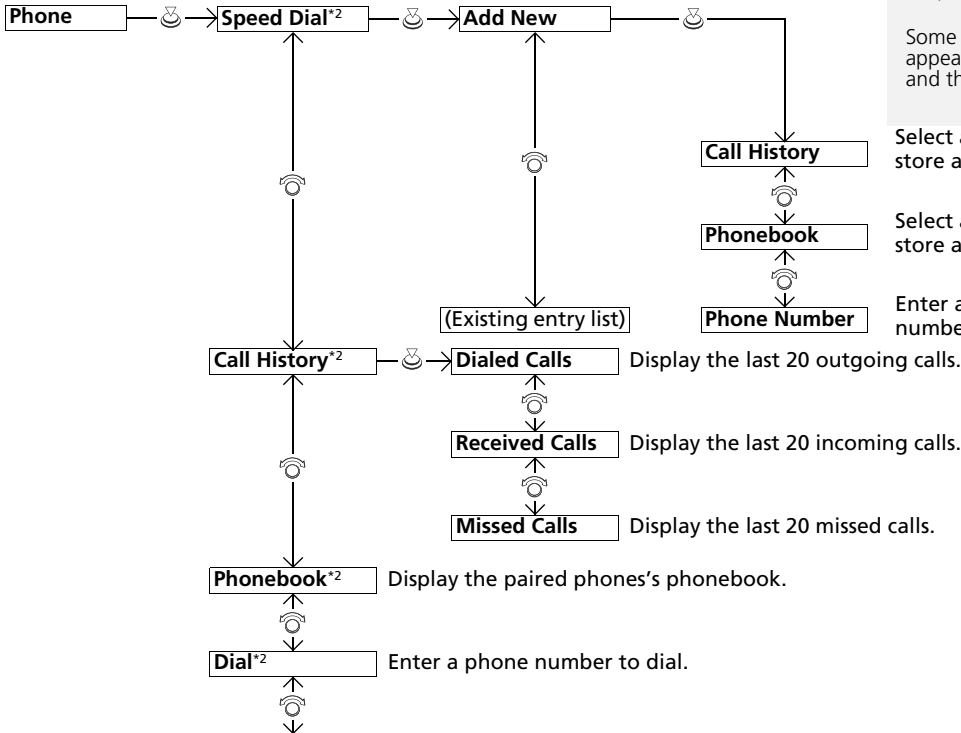 Phone
Speed Dial*2
Add New
Some
appea
and th
Call History
Select a
store a
Phonebook
Select a
store a
(Existing entry list)
Phone Number
Enter a
numbe
Call History*2
Dialed Calls
Display the last 20 outgoing calls.
Received Calls
Display the last 20 incoming calls.
Missed Calls
Display the last 20 missed calls.
Phonebook*2
Display the paired phones's phonebook.
Dial*2
Enter a phone number to dial.